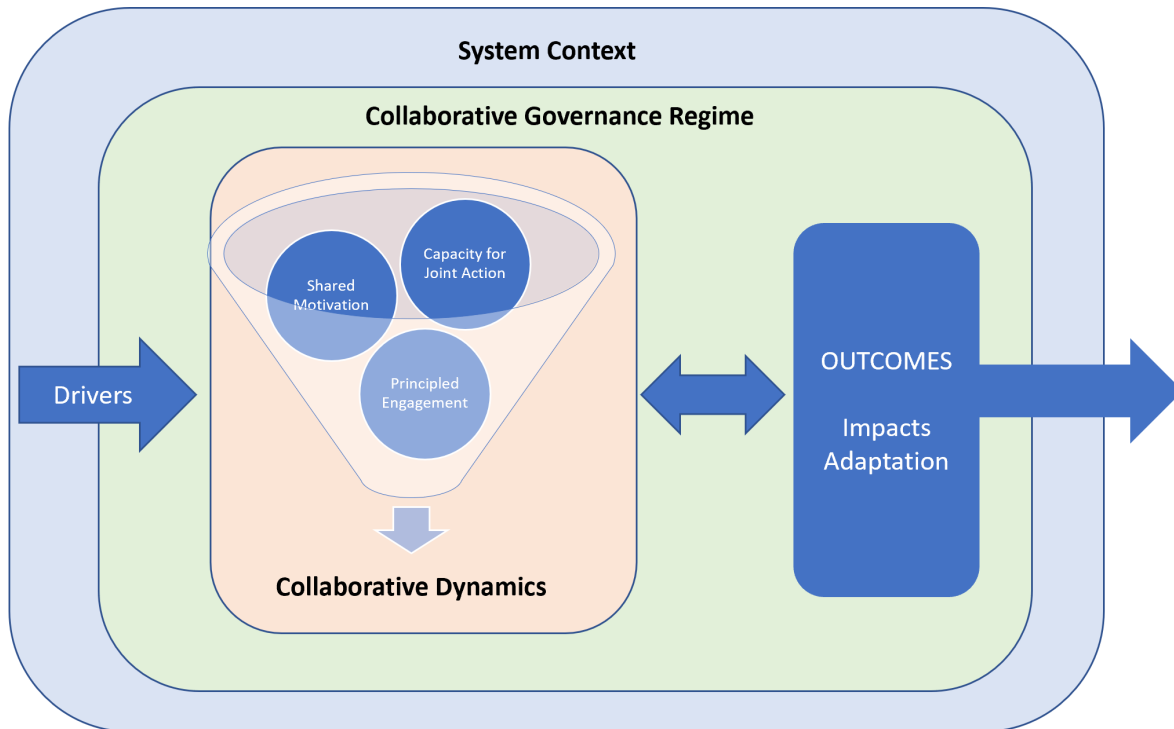 System Context
Collaborative Governance Regime
Capacity for
Joint Action
Shared
Motivation
Principled
Engagement
Drivers
OUTCOMES
Impacts
Adaptation
Collaborative Dynamics